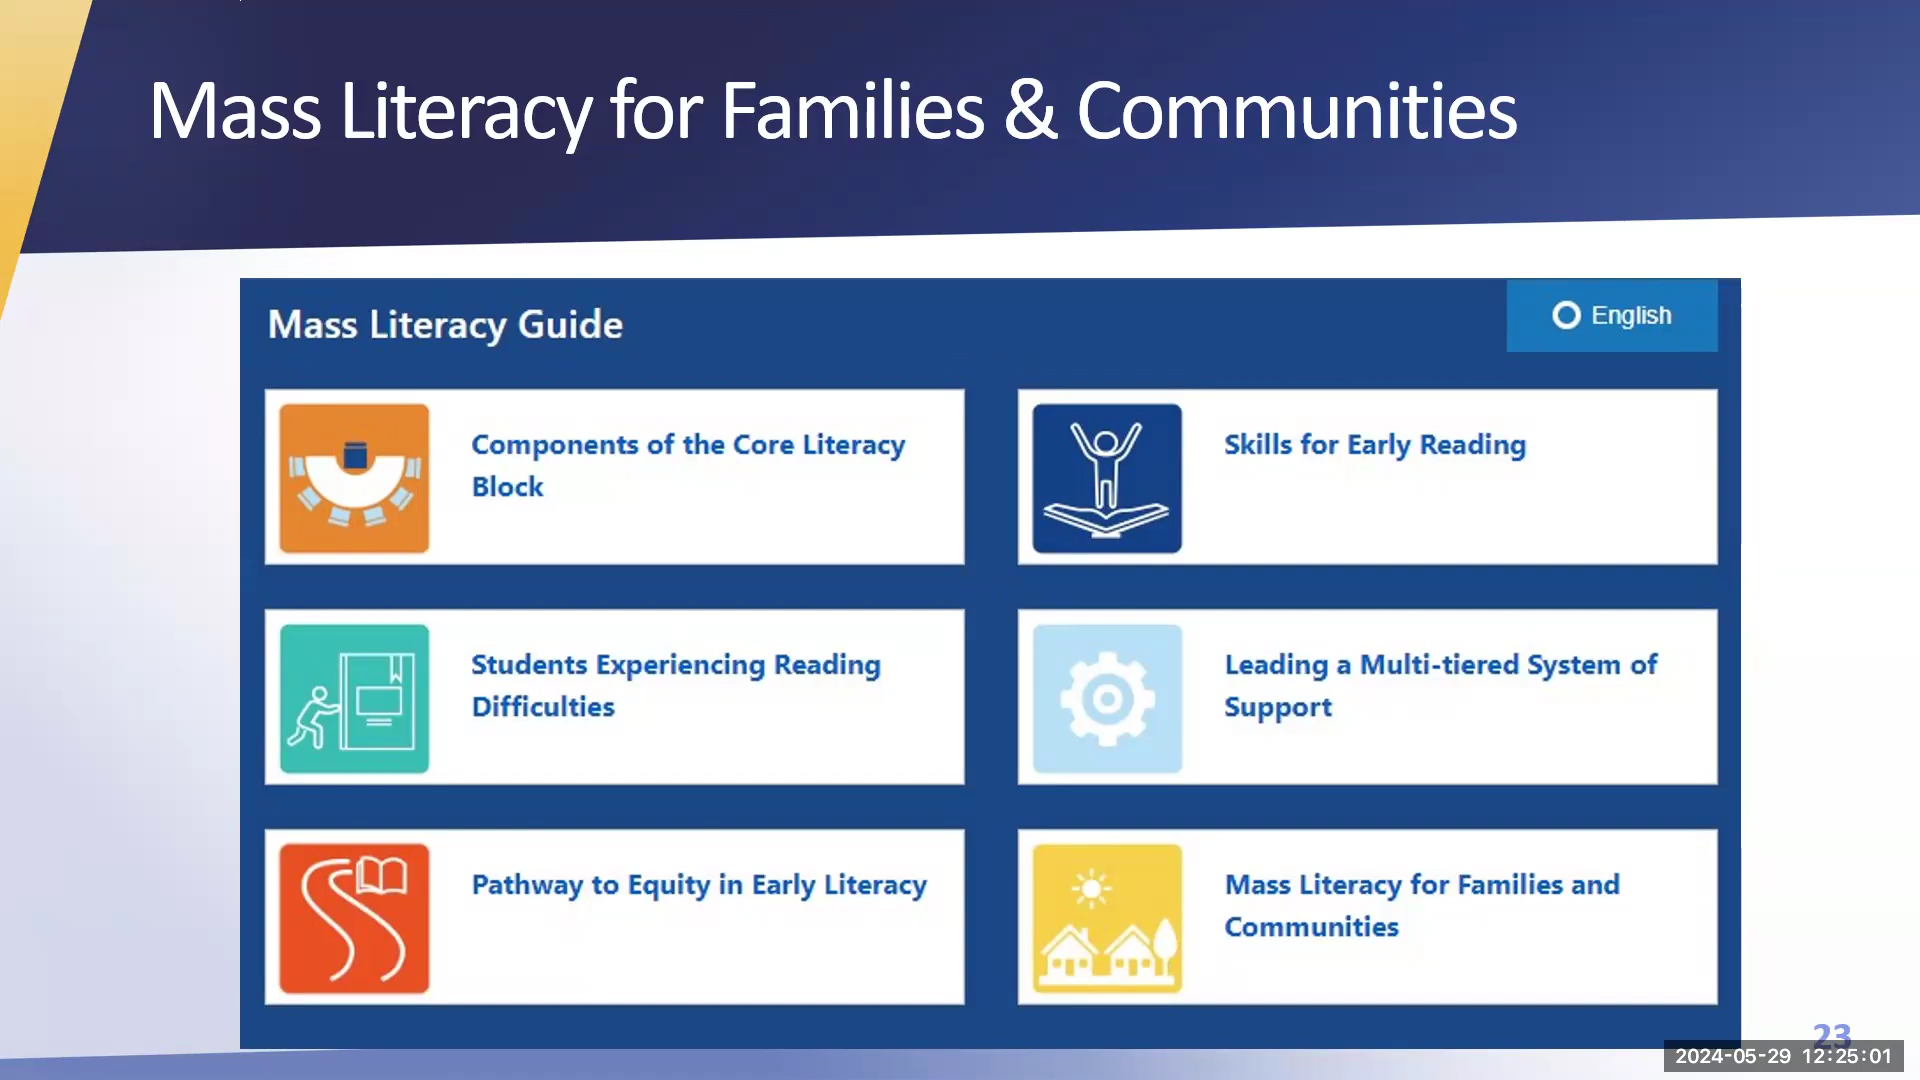 Mass Literacy for Families & Communities
Mass Literacy Guide
English
Components of the Core Literacy
Block
Skills for Early Reading
Students Experiencing Reading
Difficulties
Leading a Multi-tiered System of
Support
Pathway to Equity in Early Literacy
Mass Literacy for Families and
Communities
23
2024-05-29 12:25:01